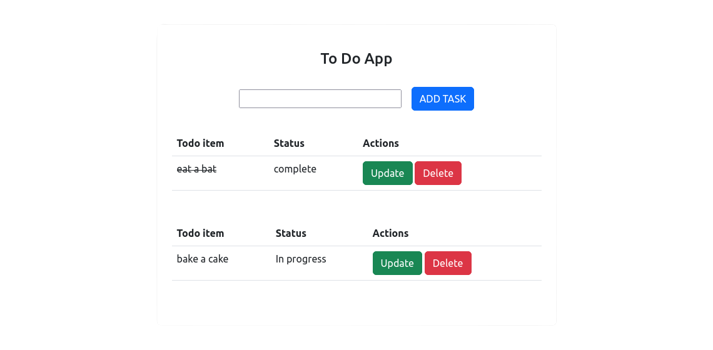 To Do App
ADD TASK
Todo item Status Actions
eat a bat complete Update Delete
Todo item Status Actions
bake a cake In progress Update Delete